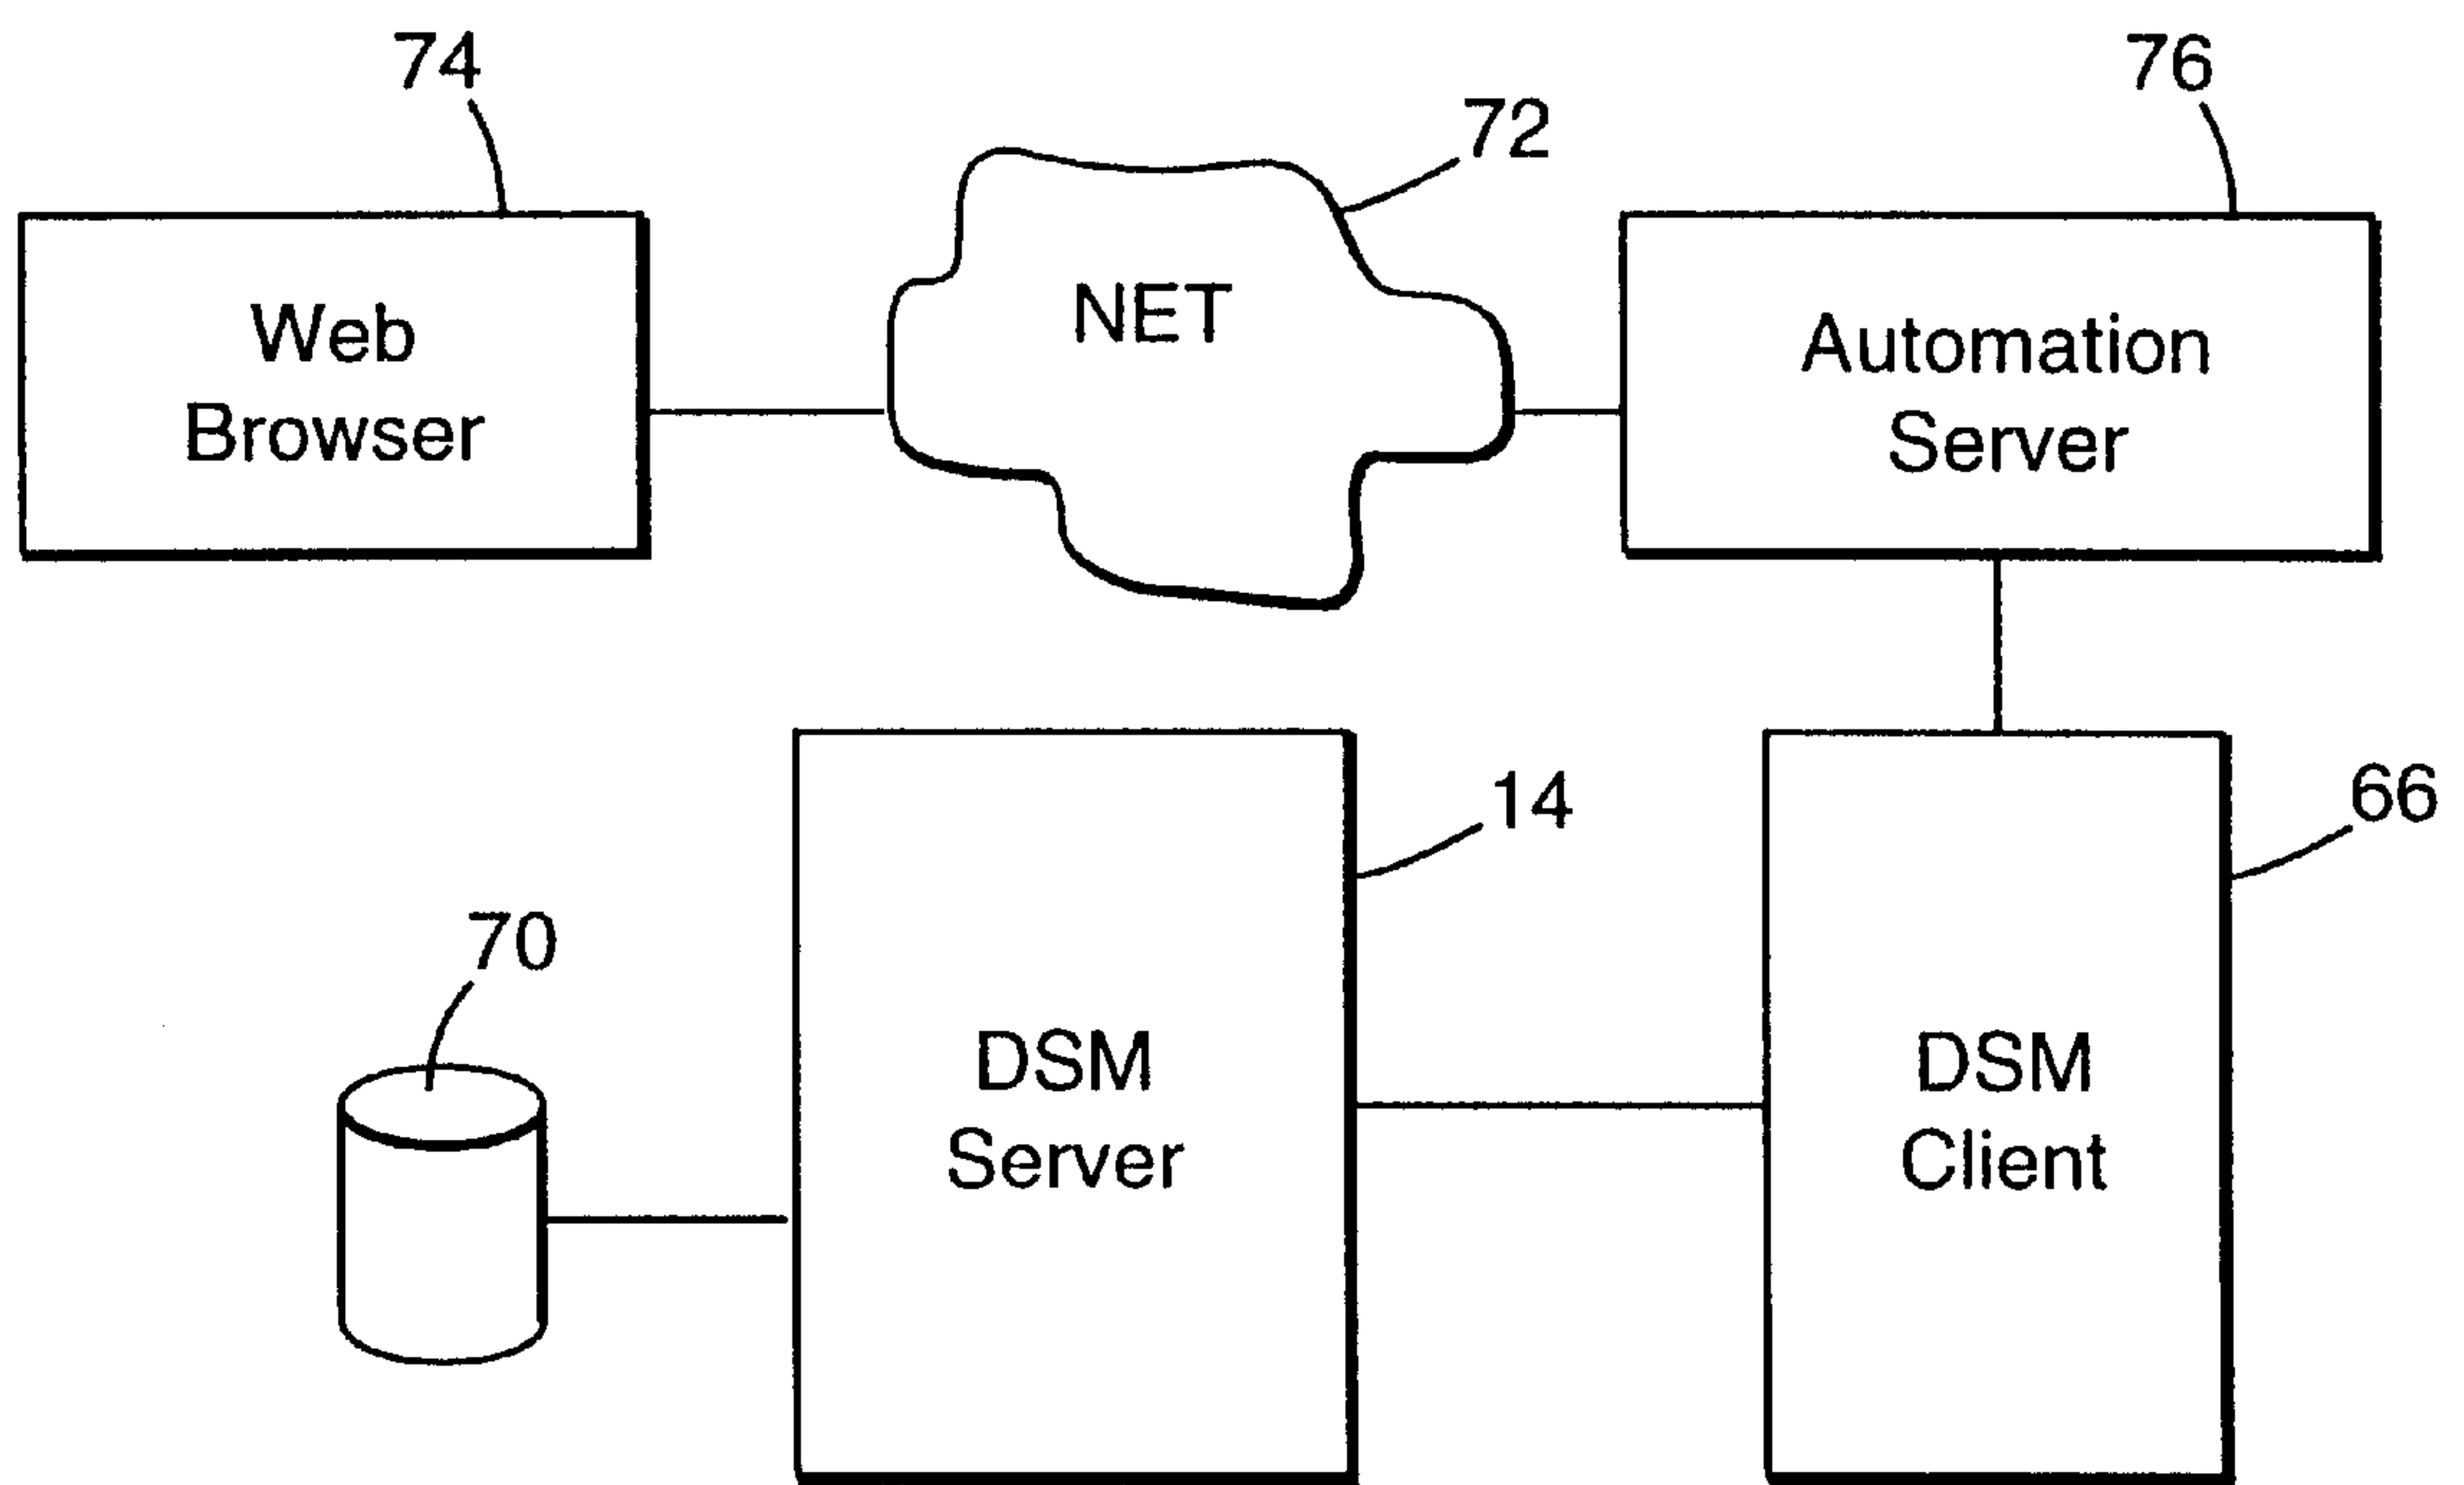 74
76
72
Web
Browser
NET
Automation
Server
14
66
70
DSM
Server
DSM
Client